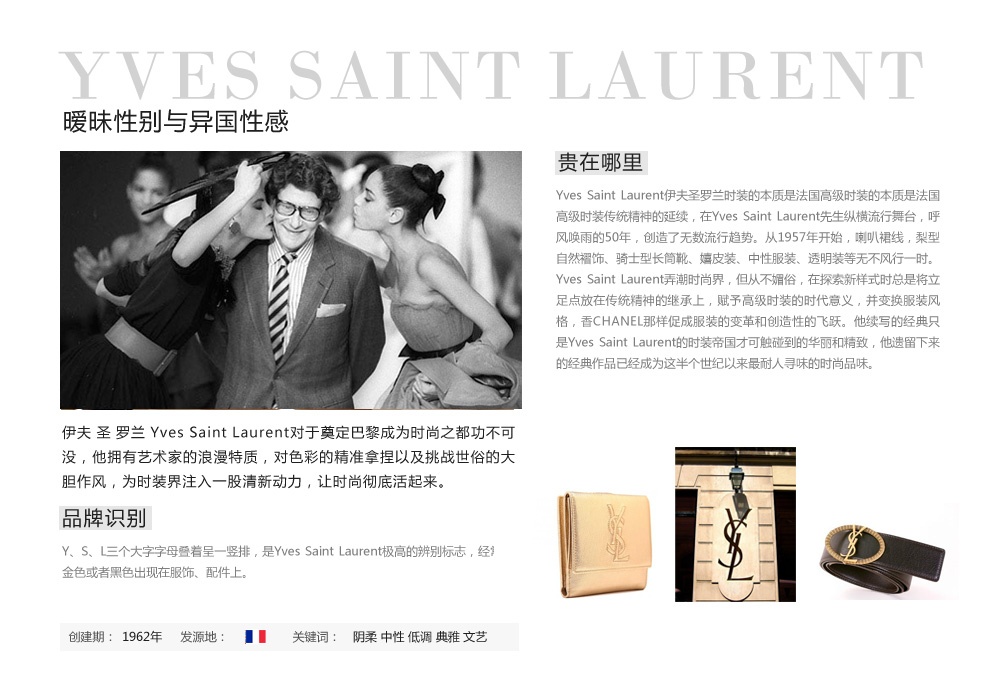 YVES SAINT LAURENT
暧昧性别与异国性感
伊夫 圣 罗兰 Yves Saint Laurent对于奠定巴黎成为时尚之都功不可
没，他拥有艺术家的浪漫特质，对色彩的精准拿捏以及挑战世俗的大
胆作风，为时装界注入一股清新动力，让时尚彻底活起来。
品牌识别
Y、S、L三个大字字母叠着呈一竖排，是Yves Saint Laurent极高的辨别标志，经
金色或者黑色出现在服饰、配件上。
创建期： 1962年 发源地： 关键词： 阴柔 中性 低调 典雅 文艺
贵在哪里
Yves Saint Laurent伊夫圣罗兰时装的本质是法国高级时装的本质是法国
高级时装传统精神的延续，在Yves Saint Laurent先生纵横流行舞台，呼
风唤雨的50年，创造了无数流行趋势。从1957年开始，喇叭裙线，梨型
自然褶饰、骑士型长筒靴、嬉皮装、中性服装、透明装等无不风行一时。
Yves Saint Laurent弄潮时尚界，但从不媚俗，在探索新样式时总是将立
足点放在传统精神的继承上，赋予高级时装的时代意义，并变换服装风
格，香CHANEL那样促成服装的变革和创造性的飞跃。他续写的经典只
是Yves Saint Laurent的时装帝国才可触碰到的华丽和精致，他遗留下来
的经典作品已经成为这半个世纪以来最耐人寻味的时尚品味。
YSL
YSL
YSL